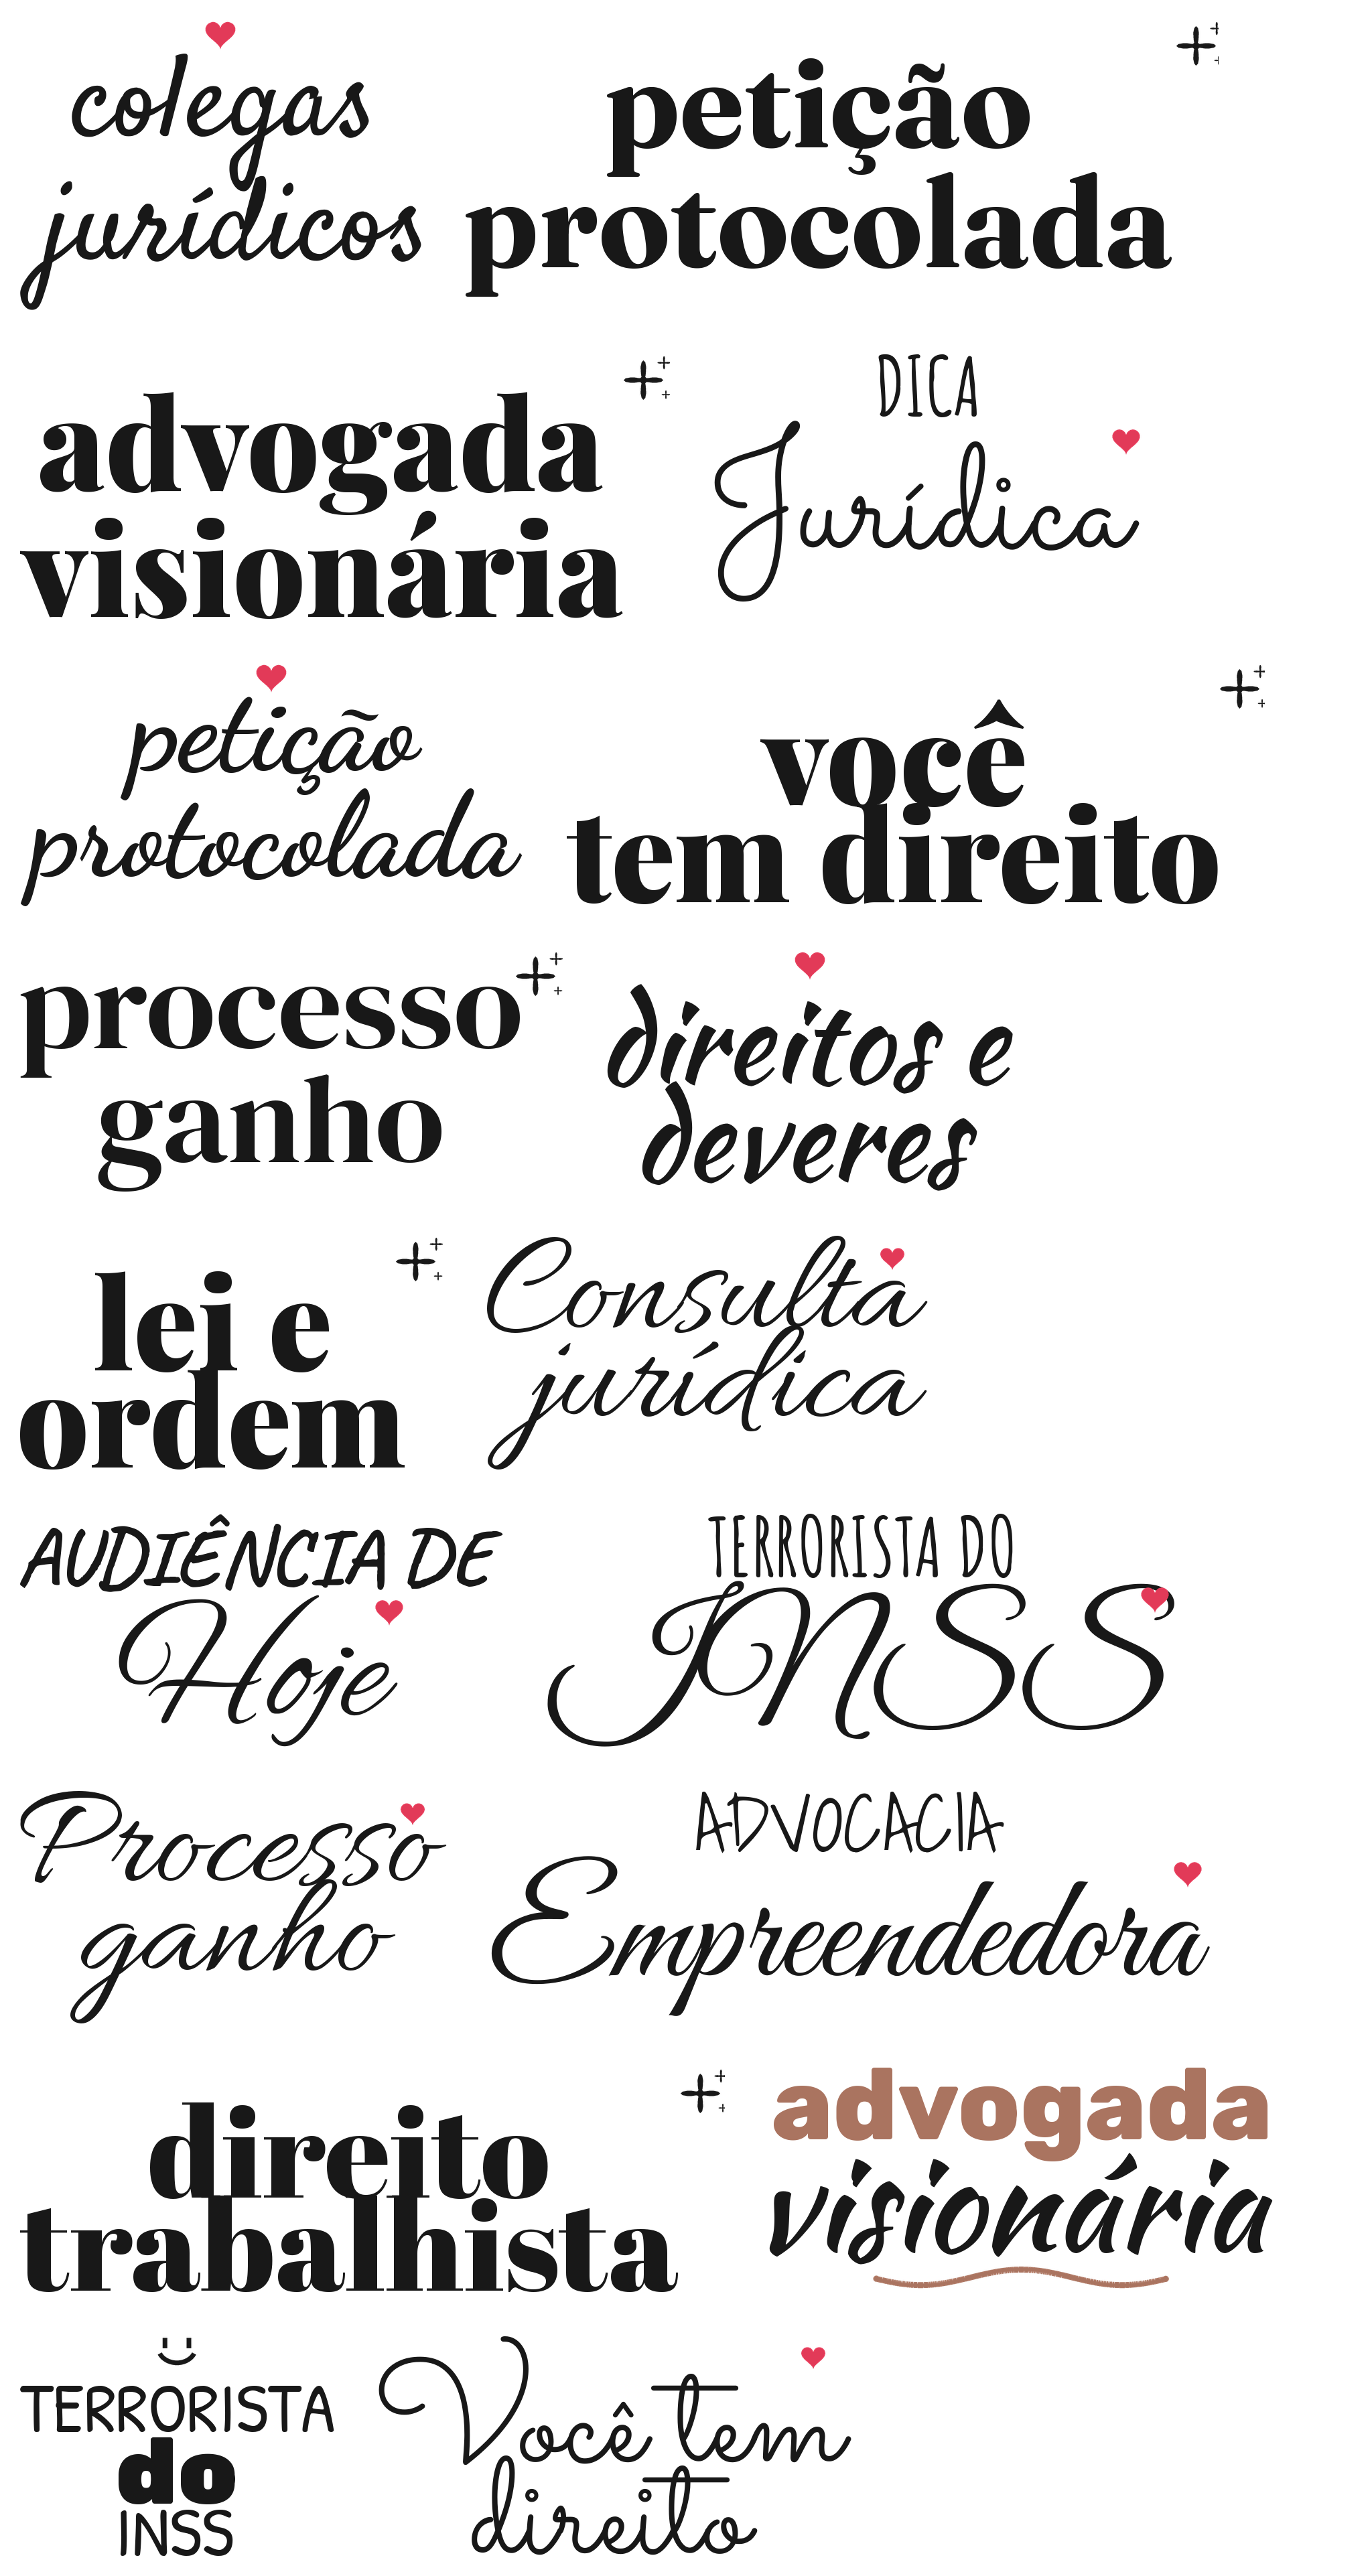 colegas
jurídicos
petição
protocolada
advogada
visionária
DICA
Jurídica
petição
protocolada
você
tem direito
processo
ganho
direitos e
deveres
lei e
ordem
Consulta
jurídica
AUDIÊNCIA DE
Hoje
TERRORISTA DO
INSS
Processo
ganho
ADVOCACIA
Empreendedora
direito
trabalhista
advogada
visionária
TERRORISTA
do
INSS
Você tem
direito